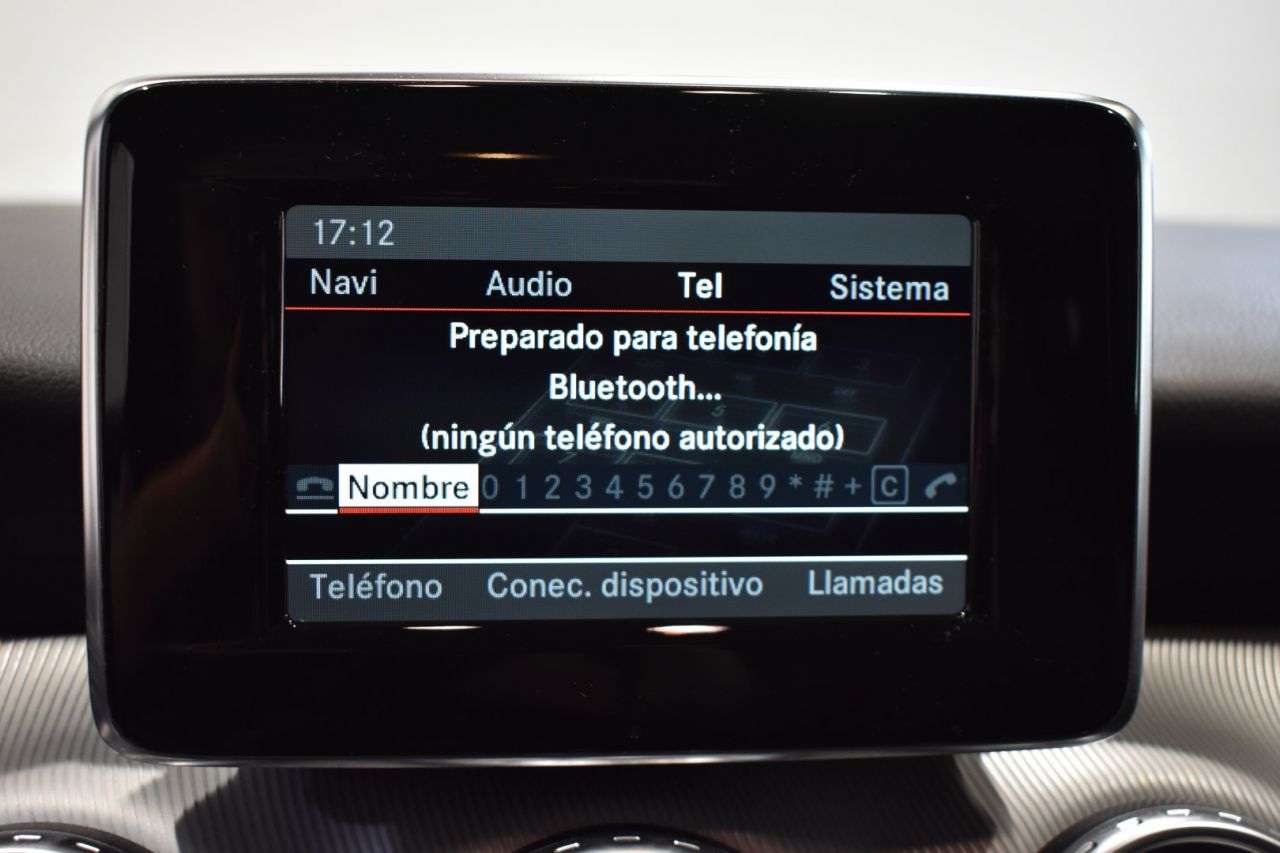 17:12
Navi Audio Tel Sistema
Preparado para telefonía
Bluetooth...
(ningún teléfono autorizado)
Nombre 0 1 2 3 4 5 6 7 8 9 * # + C
Teléfono Conec. dispositivo Llamadas